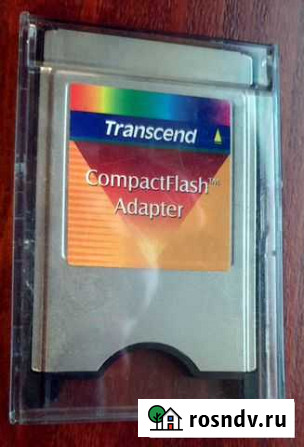 Transcend
CompactFlash™
Adapter
rosndv.ru